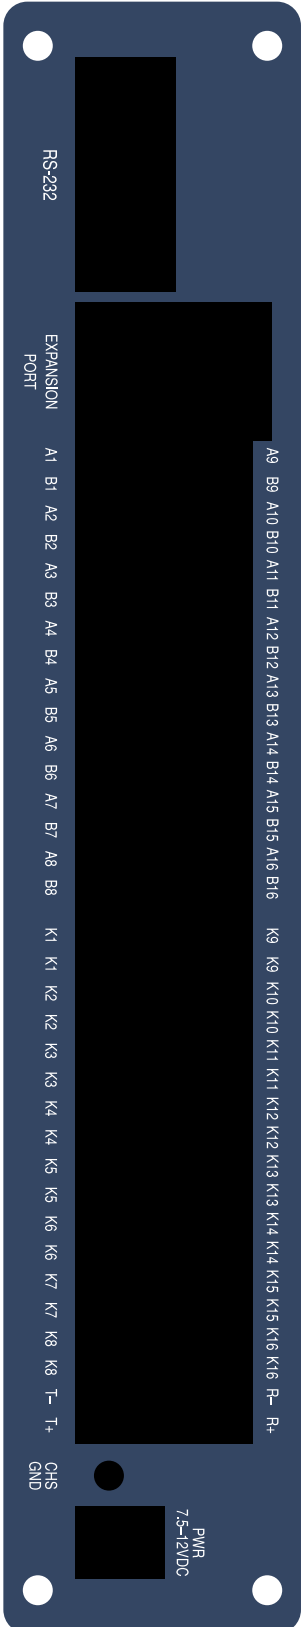 RS-232
EXPANSION
PORT
A9 B9 A10 B10 A11 B11 A12 B12 A13 B13 A14 B14 A15 B15 A16 B16 K9 K9 K10 K10 K11 K11 K12 K12 K13 K13 K14 K14 K15 K15 K16 K16 R– R+
A1 B1 A2 B2 A3 B3 A4 B4 A5 B5 A6 B6 A7 B7 A8 B8 K1 K1 K2 K2 K3 K3 K4 K4 K5 K5 K6 K6 K7 K7 K8 K8 T– T+
PWR
7.5–12VDC
CHS
GND